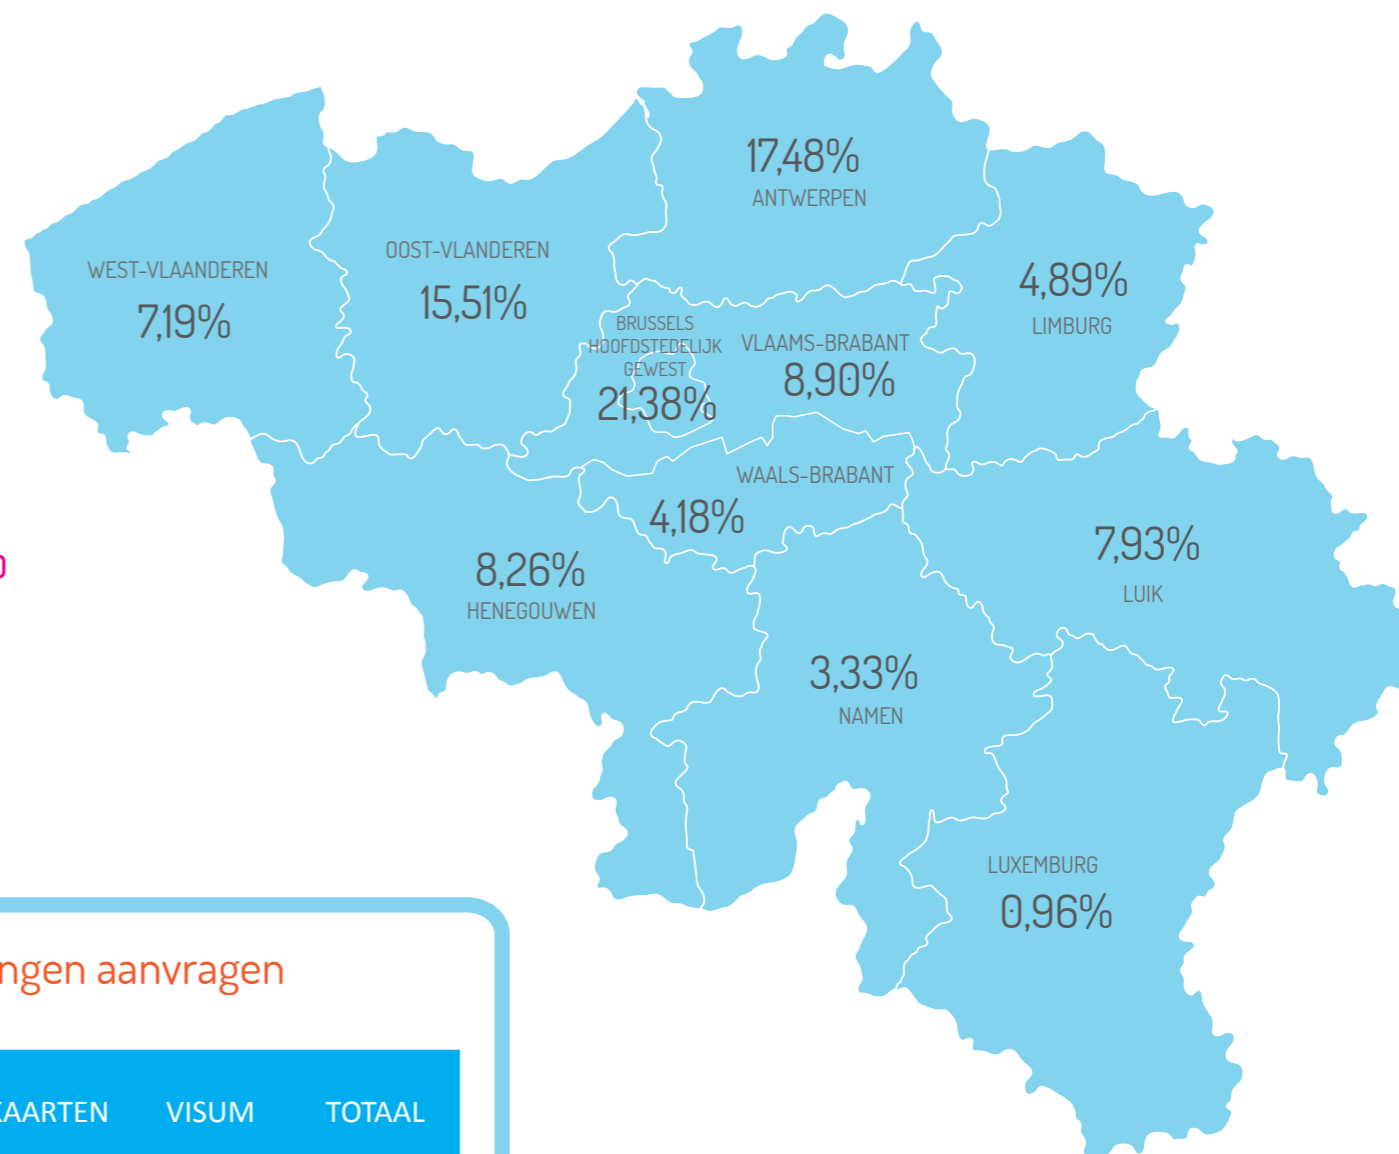 17,48%
ANTWERPEN
OOST-VLANDEREN
15,51%
WEST-VLAANDEREN
7,19%
4,89%
LIMBURG
BRUSSELS
HOOFDSTEDELIJK
GEWEST
21,38%
VLAAMS-BRABANT
8,90%
WAALS-BRABANT
4,18%
7,93%
LUIK
8,26%
HENEGOUWEN
3,33%
NAMEN
LUXEMBURG
0,96%
ngen aanvragen
KAARTEN VISUM TOTAAL